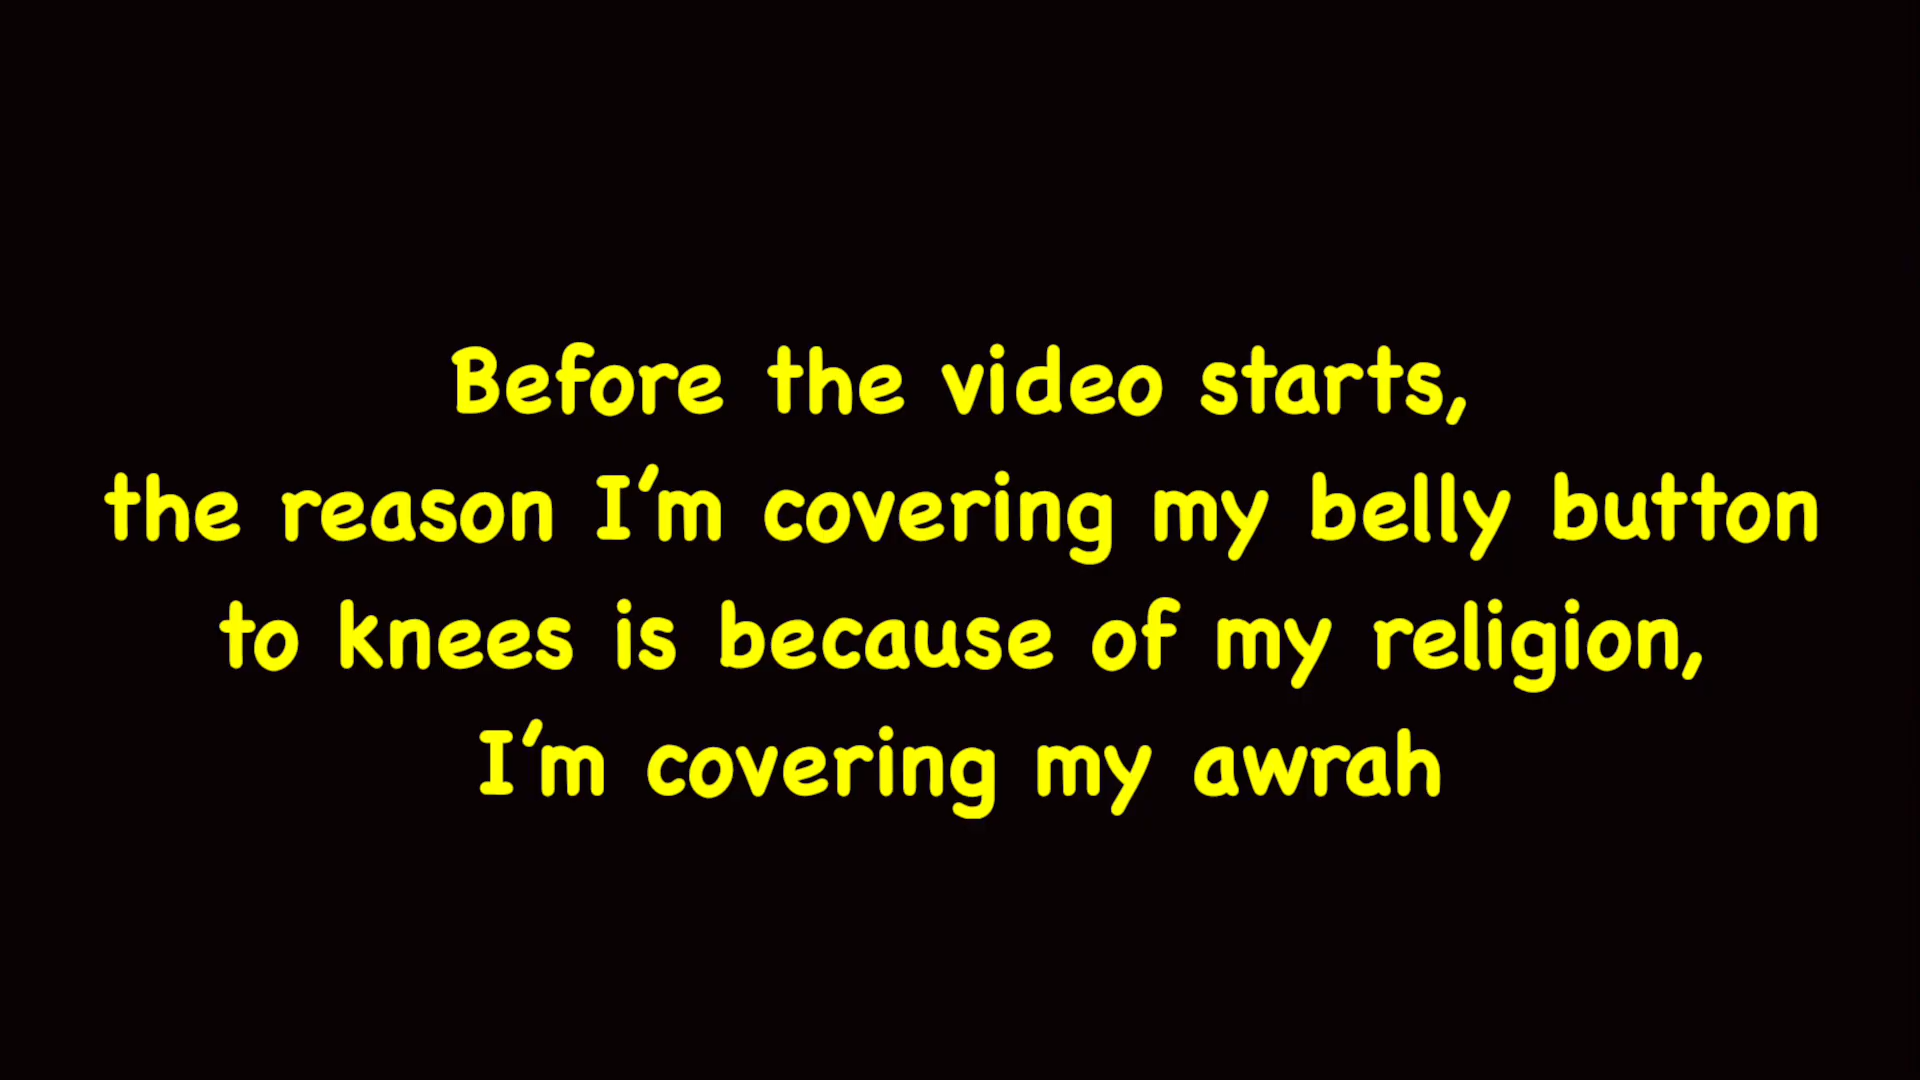 Before the video starts,
the reason I’m covering my belly button
to knees is because of my religion,
I’m covering my awrah